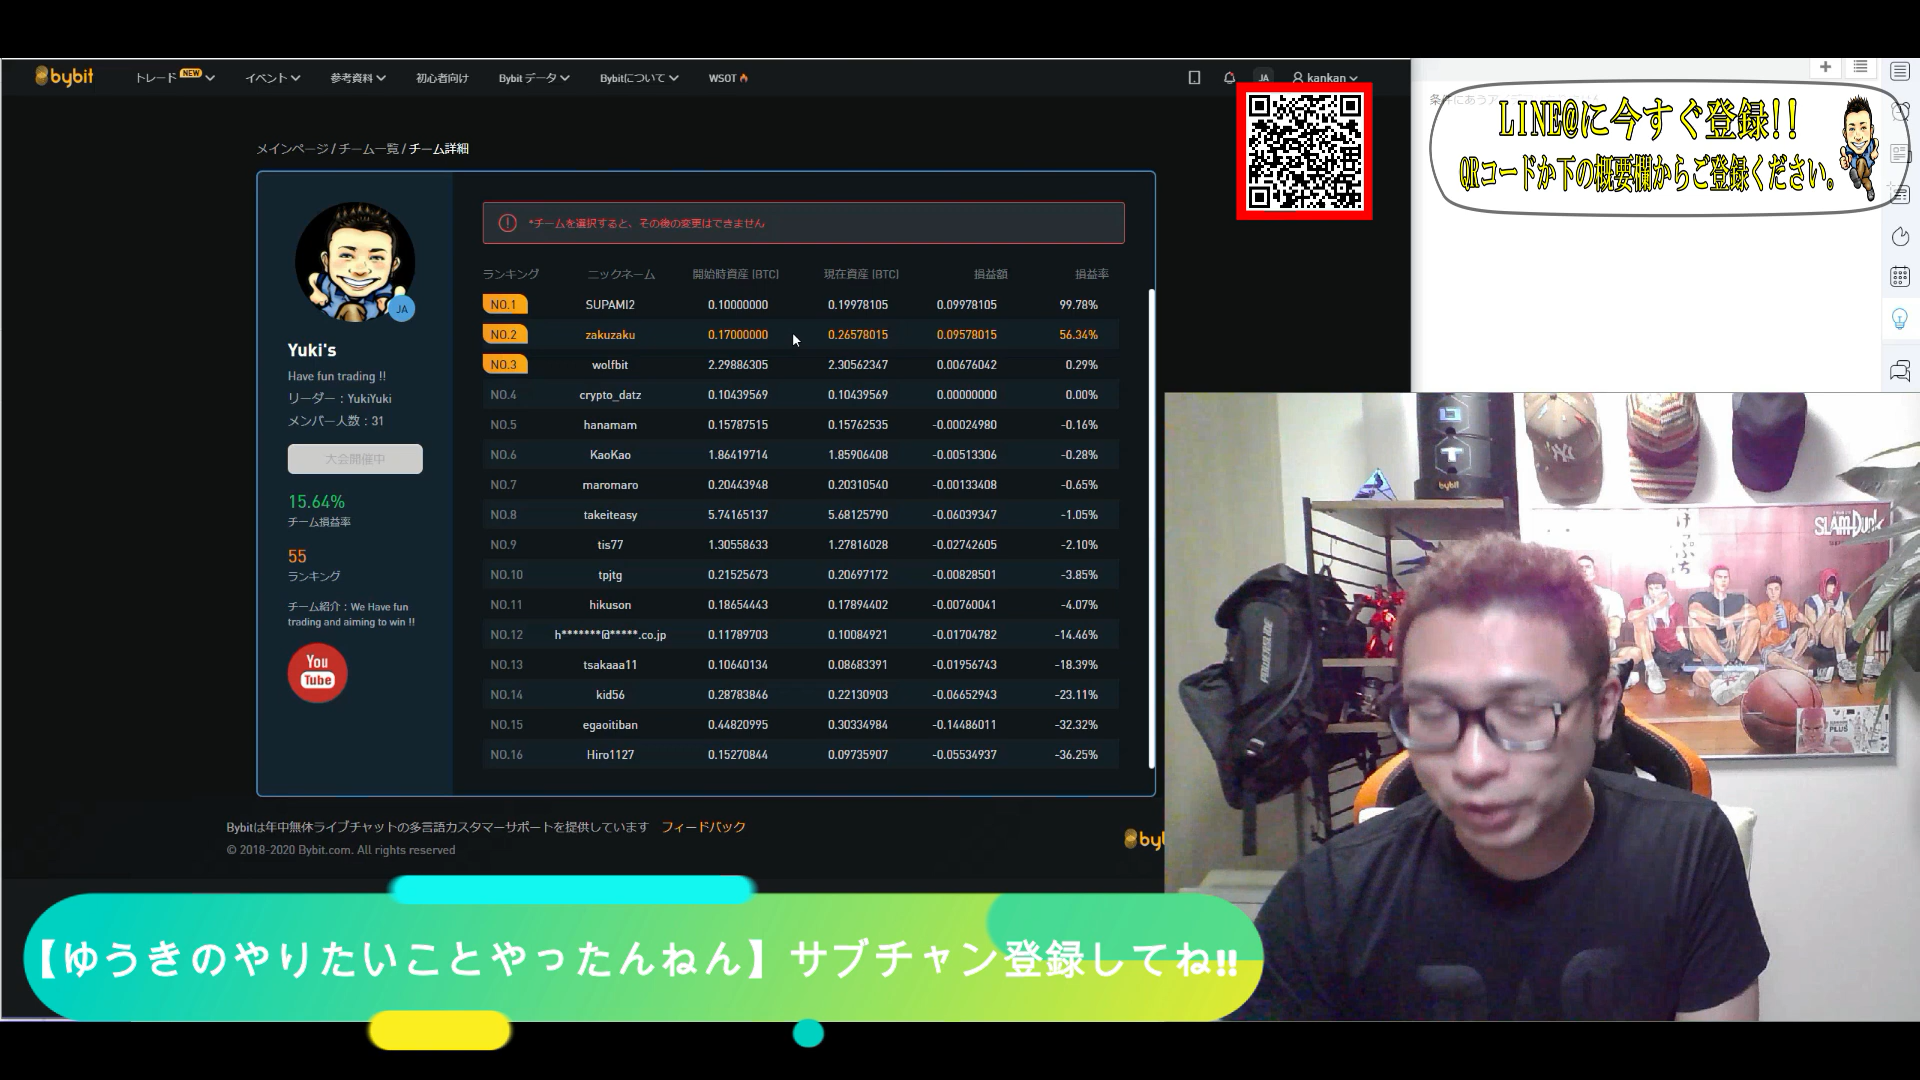 bybit
トレード NEW
イベント
参考資料
初心者向け
Bybit データ
Bybitについて
WSOT
JA
kankan
LINE@に今すぐ登録!!
QRコードか下の概要欄からご登録ください。
メインページ / チーム一覧 / チーム詳細
JA
Yuki's
Have fun trading !!
リーダー : YukiYuki
メンバー人数 : 31
大会開催中
15.64%
チーム損益率
55
ランキング
チーム紹介 : We Have fun
trading and aiming to win !!
You
Tube
*チームを選択すると、その後の変更はできません
ランキング ニックネーム 開始時資産 (BTC) 現在資産 (BTC) 損益額 損益率
NO.1 SUPAMI2 0.10000000 0.19978105 0.09978105 99.78%
NO.2 zakuzaku 0.17000000 0.26578015 0.09578015 56.34%
NO.3 wolfbit 2.29886305 2.30562347 0.00676042 0.29%
NO.4 crypto_datz 0.10439569 0.10439569 0.00000000 0.00%
NO.5 hanamam 0.15787515 0.15762535 -0.00024980 -0.16%
NO.6 KaoKao 1.86419714 1.85906408 -0.00513306 -0.28%
NO.7 maromaro 0.20443948 0.20310540 -0.00133408 -0.65%
NO.8 takeiteasy 5.74165137 5.68125790 -0.06039347 -1.05%
NO.9 tis77 1.30558633 1.27816028 -0.02742605 -2.10%
NO.10 tpjtg 0.21525673 0.20697172 -0.00828501 -3.85%
NO.11 hikuson 0.18654443 0.17894402 -0.00760041 -4.07%
NO.12 h*******@*****.co.jp 0.11789703 0.10084921 -0.01704782 -14.46%
NO.13 tsakaaa11 0.10640134 0.08683391 -0.01956743 -18.39%
NO.14 kid56 0.28783846 0.22130903 -0.06652943 -23.11%
NO.15 egaoitiban 0.44820995 0.30334984 -0.14486011 -32.32%
NO.16 Hiro1127 0.15270844 0.09735907 -0.05534937 -36.25%
Bybitは年中無休ライブチャットの多言語カスタマーサポートを提供しています フィードバック
© 2018-2020 Bybit.com. All rights reserved
bybit
SLAM DUNK
【ゆうきのやりたいことやったんねん】サブチャン登録してね!!